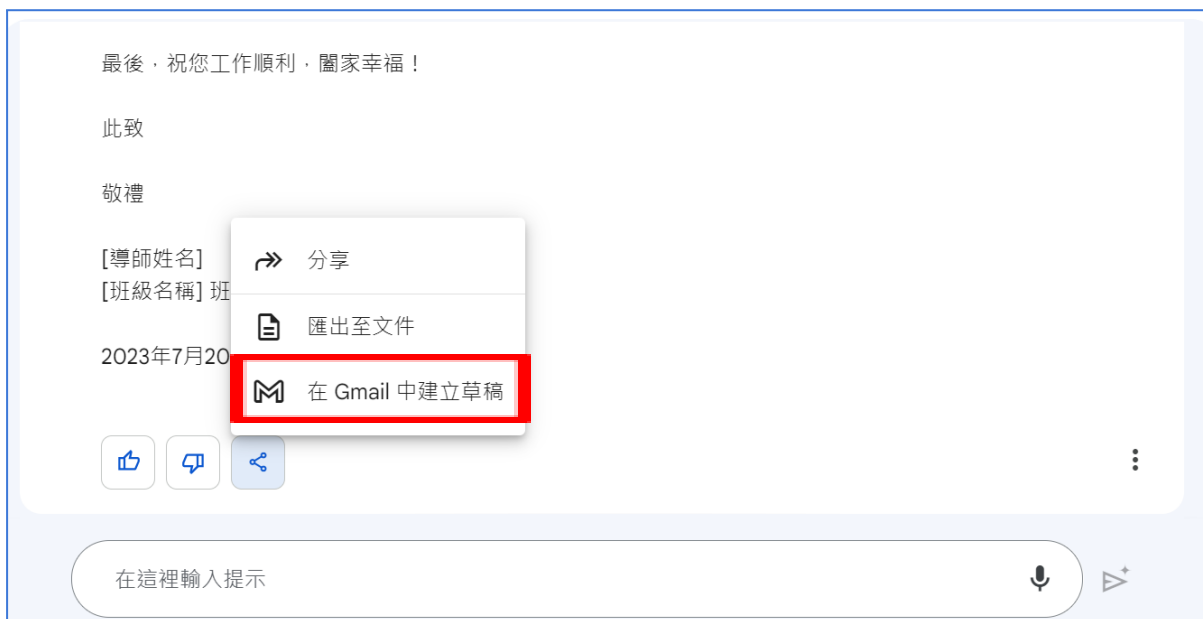 最後，祝您工作順利，闔家幸福！
此致
敬禮
[導師姓名]
[班級名稱] 班
2023年7月20
分享
匯出至文件
在 Gmail 中建立草稿
在這裡輸入提示